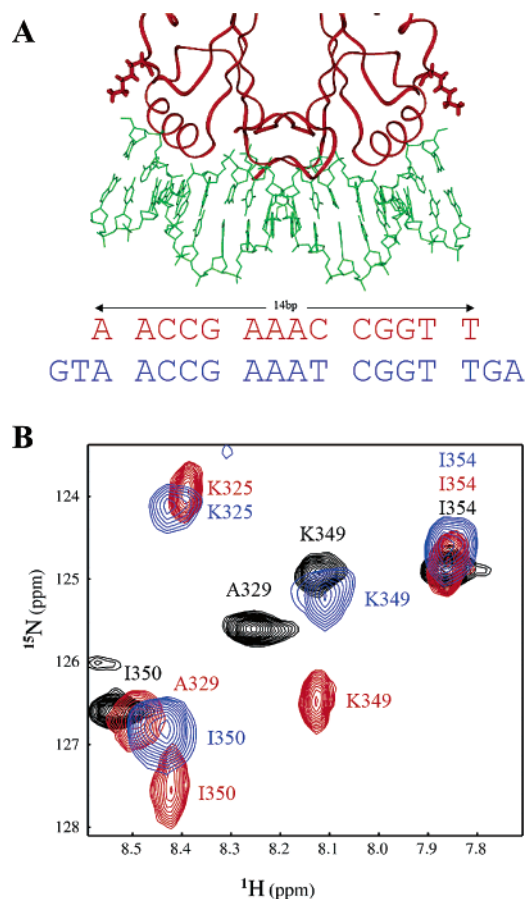 A
14bp
A ACCG AAAC CGGTT T
GTA ACCG AAAT CGGT TGA
B
I354
I354
I354
K325
K325
K349
A329
K349
I350
A329
I350
K349
I350
124
125
126
127
128
15N (ppm)
8.5 8.4 8.3 8.2 8.1 8.0 7.9 7.8
1H (ppm)